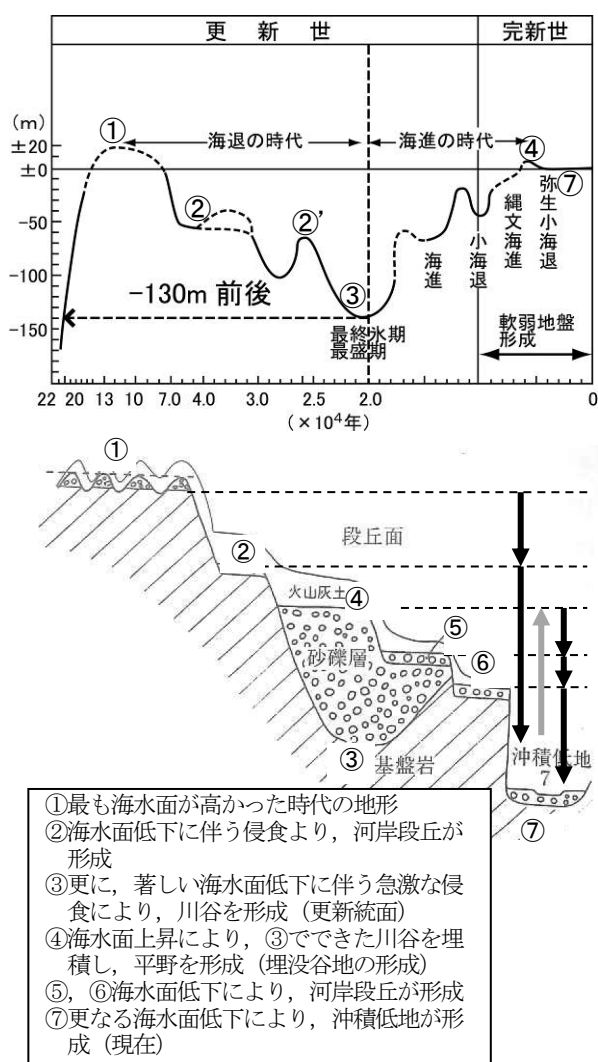 更新世
完新世
(m)
±20
±0
-50
-100
-150
①
海退の時代
海進の時代
④
②
②'
⑦
弥生小海退
縄文海進
小海退
海進
-130m 前後
③
最終氷期
最盛期
軟弱地盤
形成
22 20 13 10 7.0 4.0 3.0 2.5 2.0 1.0 0
(×10⁴年)
①
段丘面
②
火山灰土
④
⑤
砂礫層
⑥
③
基盤岩
沖積低地
7
⑦
①最も海水面が高かった時代の地形
②海水面低下に伴う侵食より，河岸段丘が
形成
③更に，著しい海水面低下に伴う急激な侵
食により，川谷を形成（更新統面）
④海水面上昇により，③でできた川谷を埋
積し，平野を形成（埋没谷地の形成）
⑤，⑥海水面低下により，河岸段丘が形成
⑦更なる海水面低下により，沖積低地が形
成（現在）